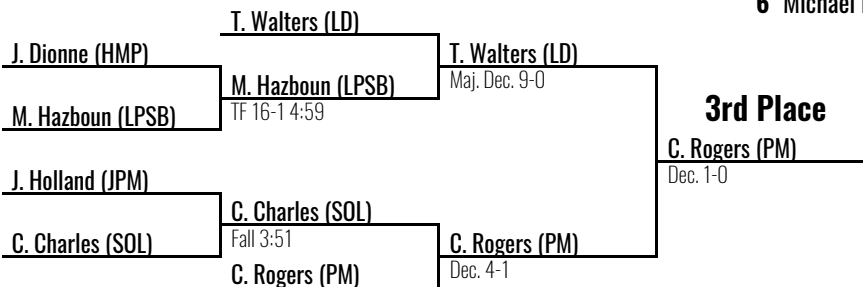 6 Michael
T. Walters (LD)
J. Dionne (HMP)
T. Walters (LD)
M. Hazboun (LPSB)
Maj. Dec. 9-0
M. Hazboun (LPSB)
TF 16-1 4:59
3rd Place
C. Rogers (PM)
J. Holland (JPM)
Dec. 1-0
C. Charles (SOL)
C. Charles (SOL)
Fall 3:51
C. Rogers (PM)
C. Rogers (PM)
Dec. 4-1